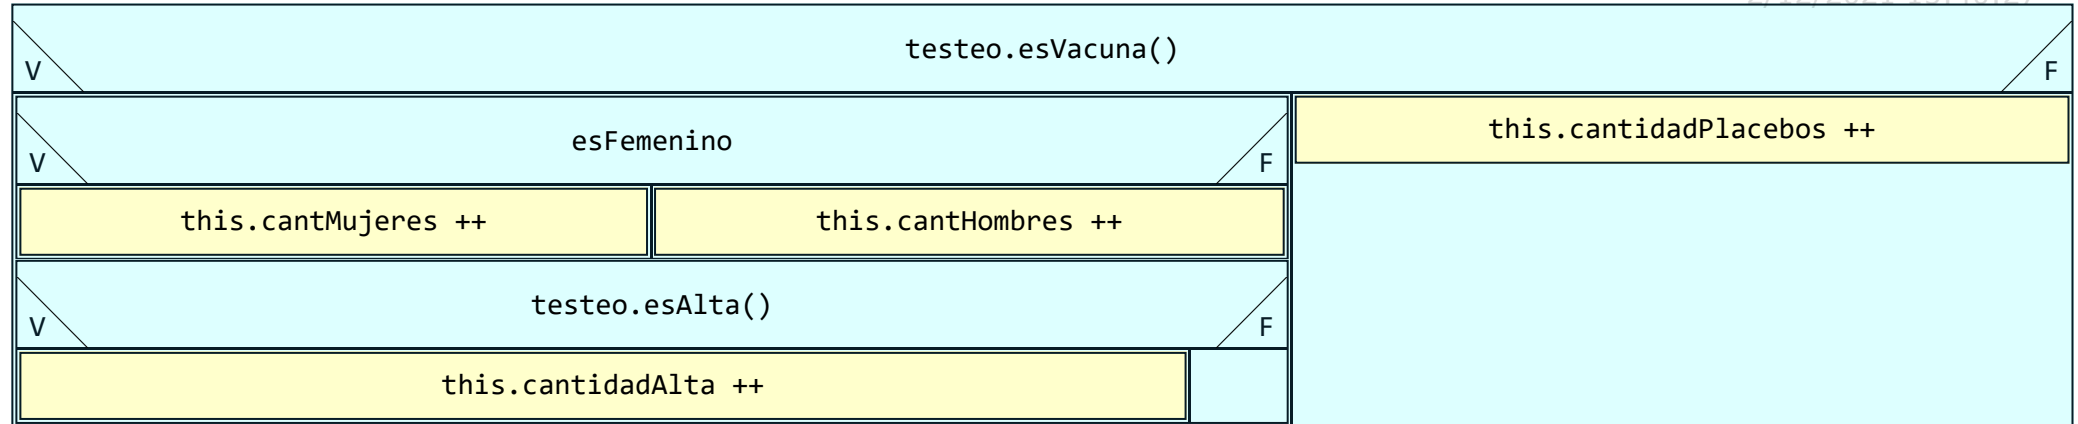 testeo.esVacuna()
V
F
esFemenino
V
F
this.cantidadPlacebos ++
this.cantMujeres ++
this.cantHombres ++
testeo.esAlta()
V
F
this.cantidadAlta ++